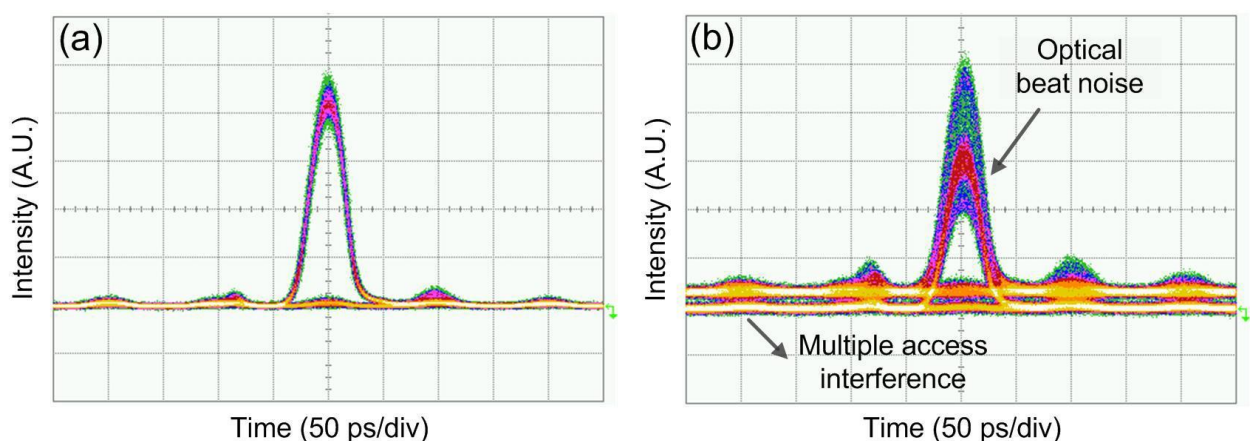 (a)
Intensity (A.U.)
Time (50 ps/div)
(b)
Optical
beat noise
Multiple access
interference
Intensity (A.U.)
Time (50 ps/div)